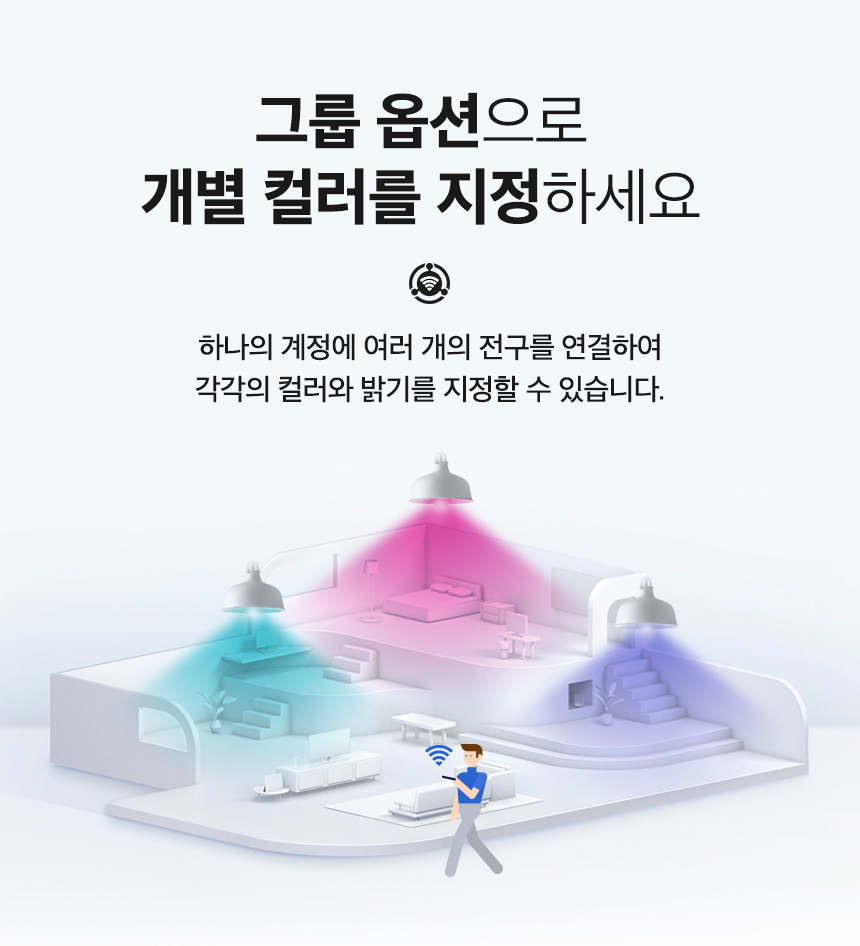 그룹 옵션으로
개별 컬러를 지정하세요
하나의 계정에 여러 개의 전구를 연결하여
각각의 컬러와 밝기를 지정할 수 있습니다.